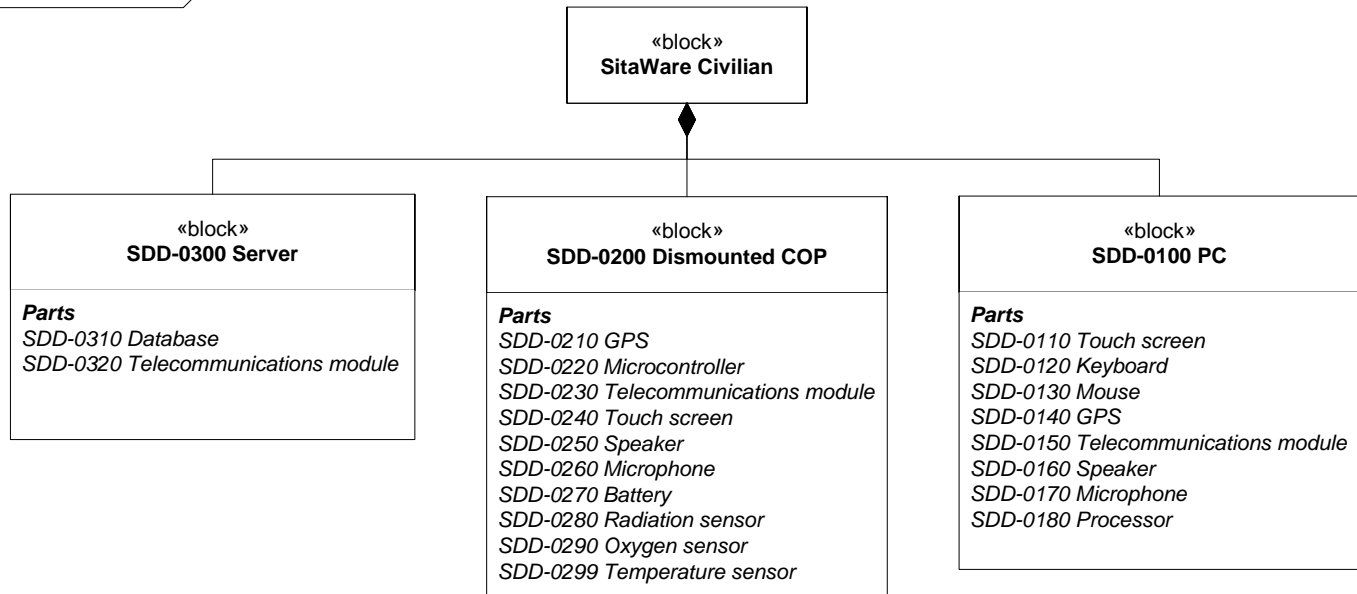 «block»
SitaWare Civilian
«block»
SDD-0300 Server
Parts
SDD-0310 Database
SDD-0320 Telecommunications module
«block»
SDD-0200 Dismounted COP
Parts
SDD-0210 GPS
SDD-0220 Microcontroller
SDD-0230 Telecommunications module
SDD-0240 Touch screen
SDD-0250 Speaker
SDD-0260 Microphone
SDD-0270 Battery
SDD-0280 Radiation sensor
SDD-0290 Oxygen sensor
SDD-0299 Temperature sensor
«block»
SDD-0100 PC
Parts
SDD-0110 Touch screen
SDD-0120 Keyboard
SDD-0130 Mouse
SDD-0140 GPS
SDD-0150 Telecommunications module
SDD-0160 Speaker
SDD-0170 Microphone
SDD-0180 Processor